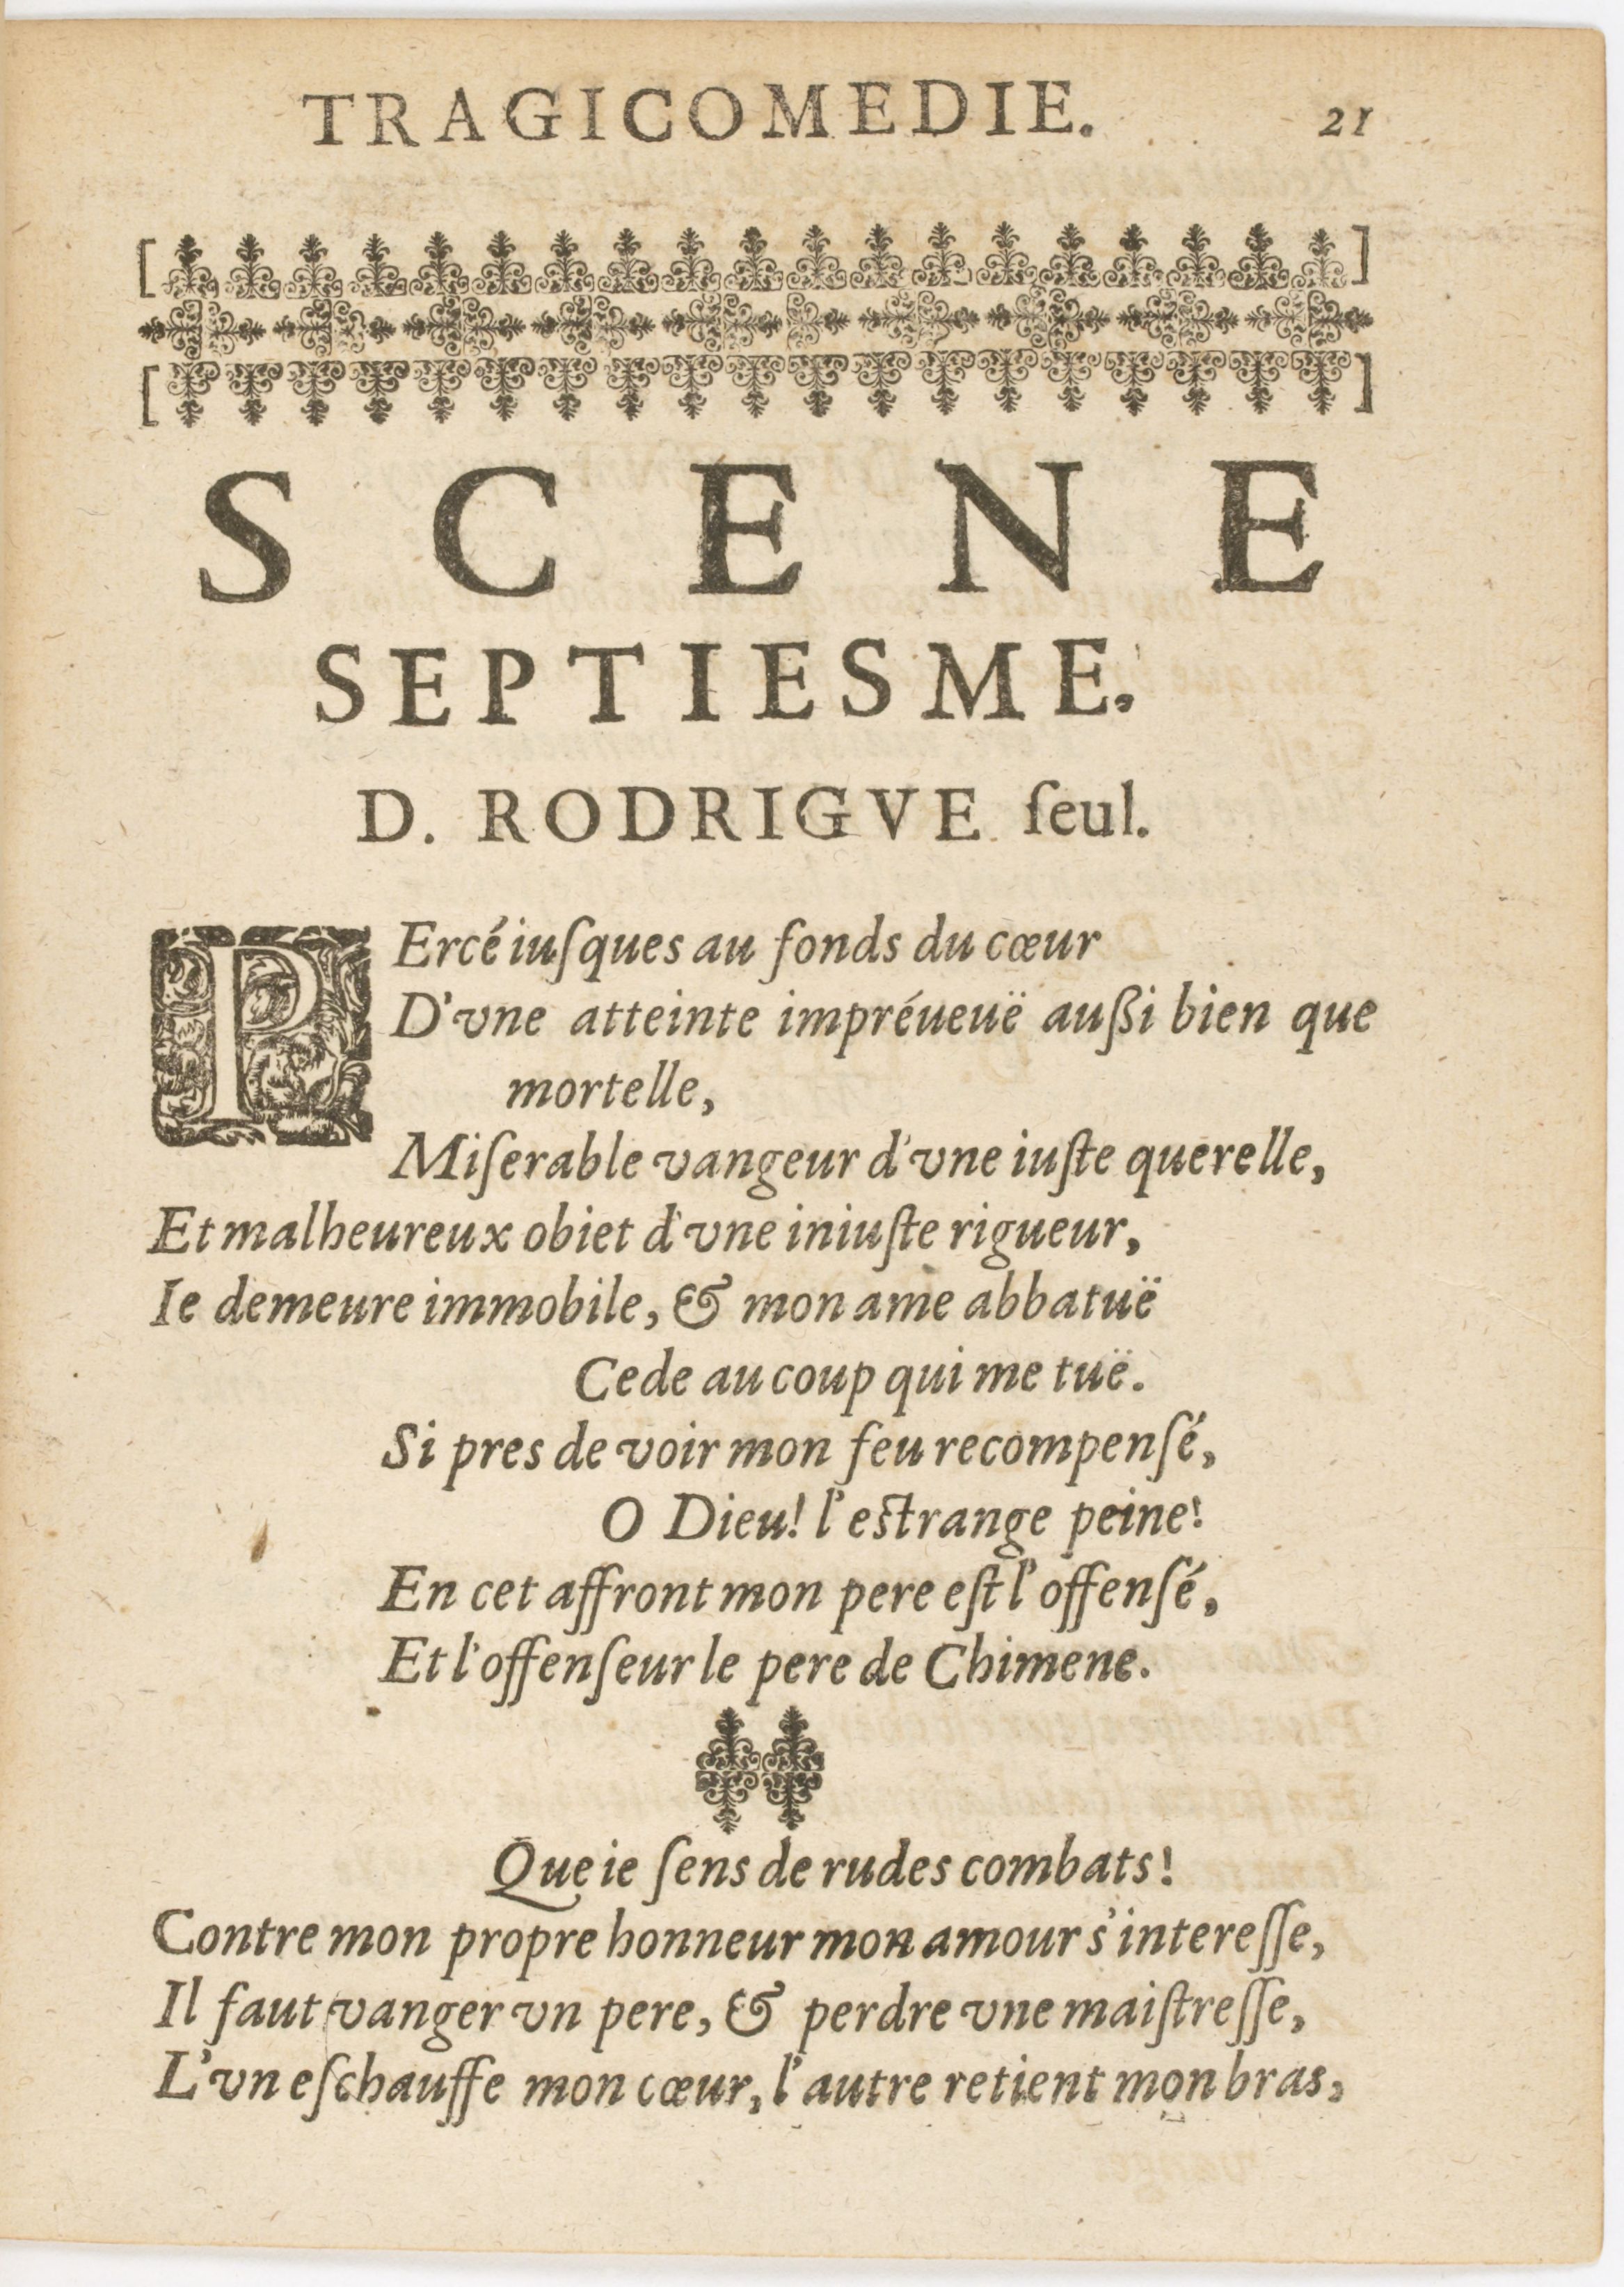 TRAGICOMEDIE. 21
SCENE
SEPTIESME.
D. RODRIGVE ſeul.
PErcé iuſques au fonds du cœur
D'vne atteinte impréueuë außi bien que
mortelle,
Miſerable vangeur d'vne iuſte querelle,
Et malheureux obiet d'vne iniuſte rigueur,
Ie demeure immobile, & mon ame abbatuë
Cede au coup qui me tuë.
Si pres de voir mon feu recompenſé,
O Dieu! l'eſtrange peine!
En cet affront mon pere eſt l'offenſé,
Et l'offenſeur le pere de Chimene.
Que ie ſens de rudes combats!
Contre mon propre honneur mon amour s'intereſſe,
Il faut vanger vn pere, & perdre vne maiſtreſſe,
L'vn eſchauffe mon cœur, l'autre retient mon bras,